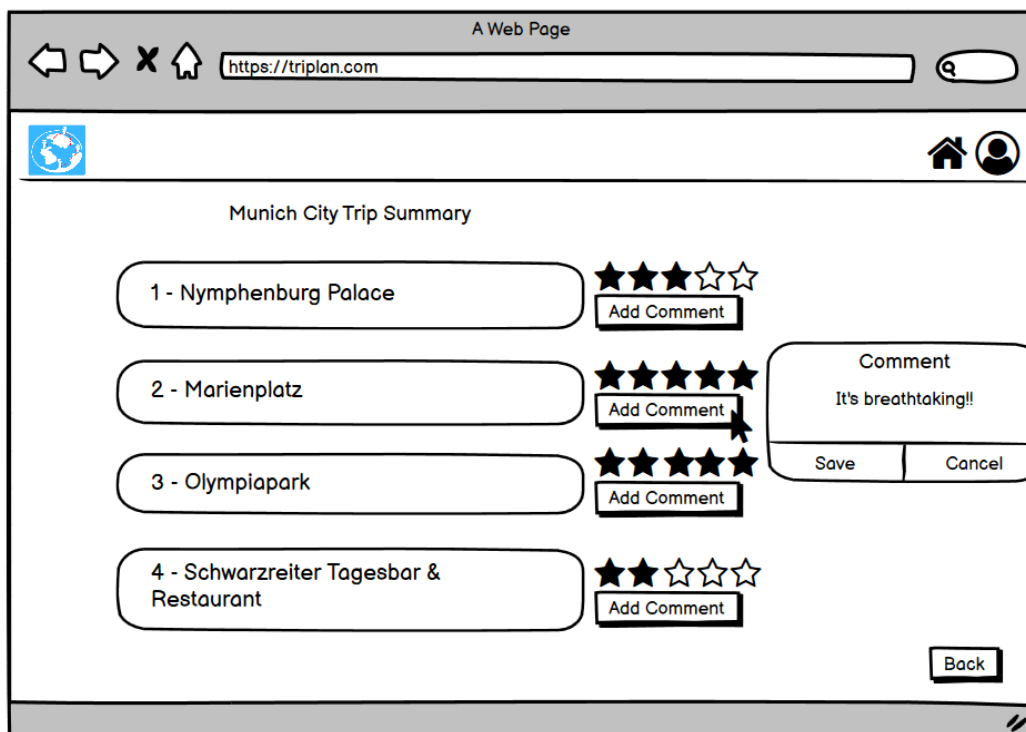 A Web Page
https://triplan.com
Munich City Trip Summary
1 - Nymphenburg Palace
Add Comment
2 - Marienplatz
Add Comment
Comment
It's breathtaking!!
Save
Cancel
3 - Olympiapark
Add Comment
4 - Schwarzreiter Tagesbar &
Restaurant
Add Comment
Back